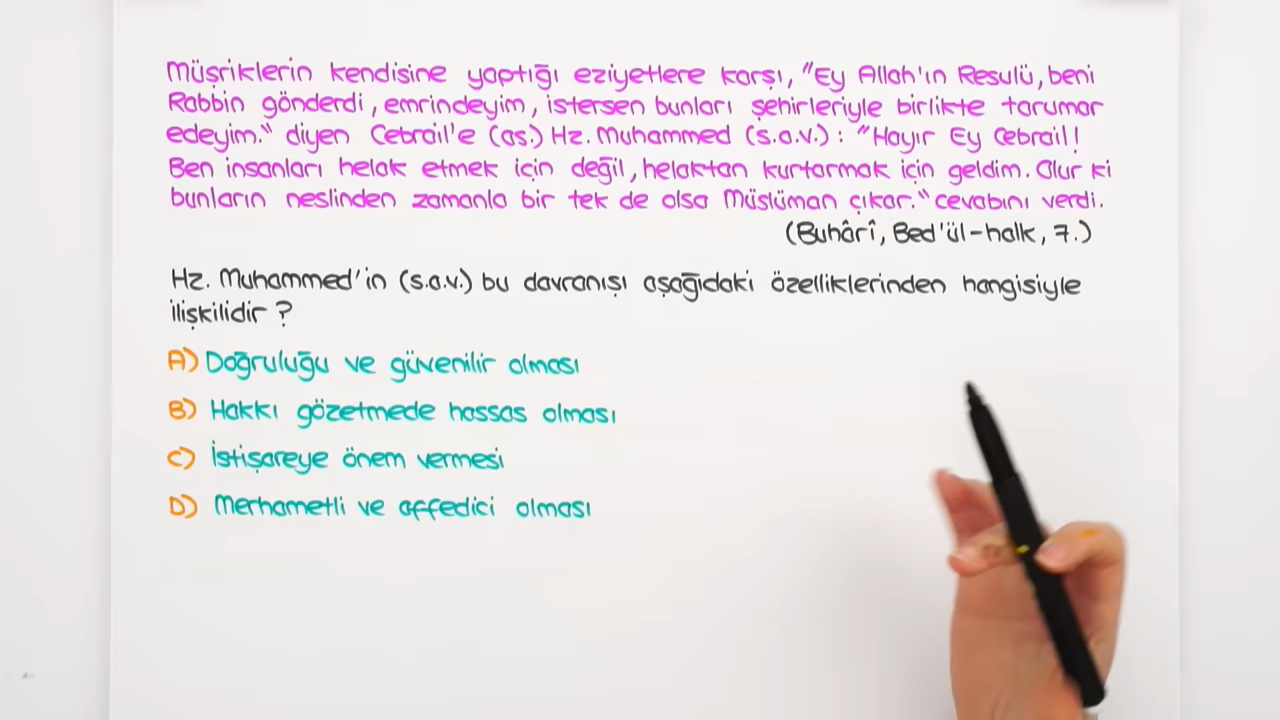 Müşriklerin kendisine yaptığı eziyetlere karşı, "Ey Allah'ın Resulü, beni
Rabbin gönderdi, emrindeyim, istersen bunları şehirleriyle birlikte tarumar
edeyim." diyen Cebrail'e (as.) Hz. Muhammed (s.a.v.) : "Hayır Ey Cebrail!
Ben insanları helak etmek için değil, helaktan kurtarmak için geldim. Olur ki
bunların neslinden zamanla bir tek de olsa Müslüman çıkar." cevabını verdi.
(Buhârî, Bed'ül-halk, 7.)
Hz. Muhammed'in (s.a.v.) bu davranışı aşağıdaki özelliklerinden hangisiyle
ilişkilidir ?
A) Doğruluğu ve güvenilir olması
B) Hakkı gözetmede hassas olması
C) İstişareye önem vermesi
D) Merhametli ve affedici olması